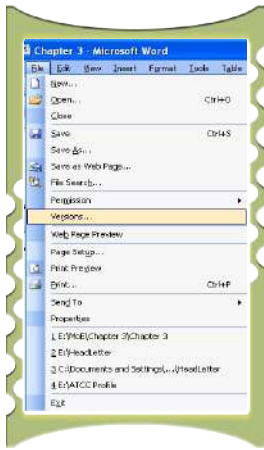 Chapter 3 - Microsoft Word
File Edit View Insert Format Tools Table
New...
Open... Ctrl+O
Close
Save Ctrl+S
Save As...
Save as Web Page...
File Search...
Permission
Versions...
Web Page Preview
Page Setup...
Print Preview
Print... Ctrl+P
Send To
Properties
1 E:\MoE\Chapter 3\Chapter 3
2 E:\HeadLetter
3 C:\Documents and Settings\...\HeadLetter
4 E:\ATCC Profile
Exit